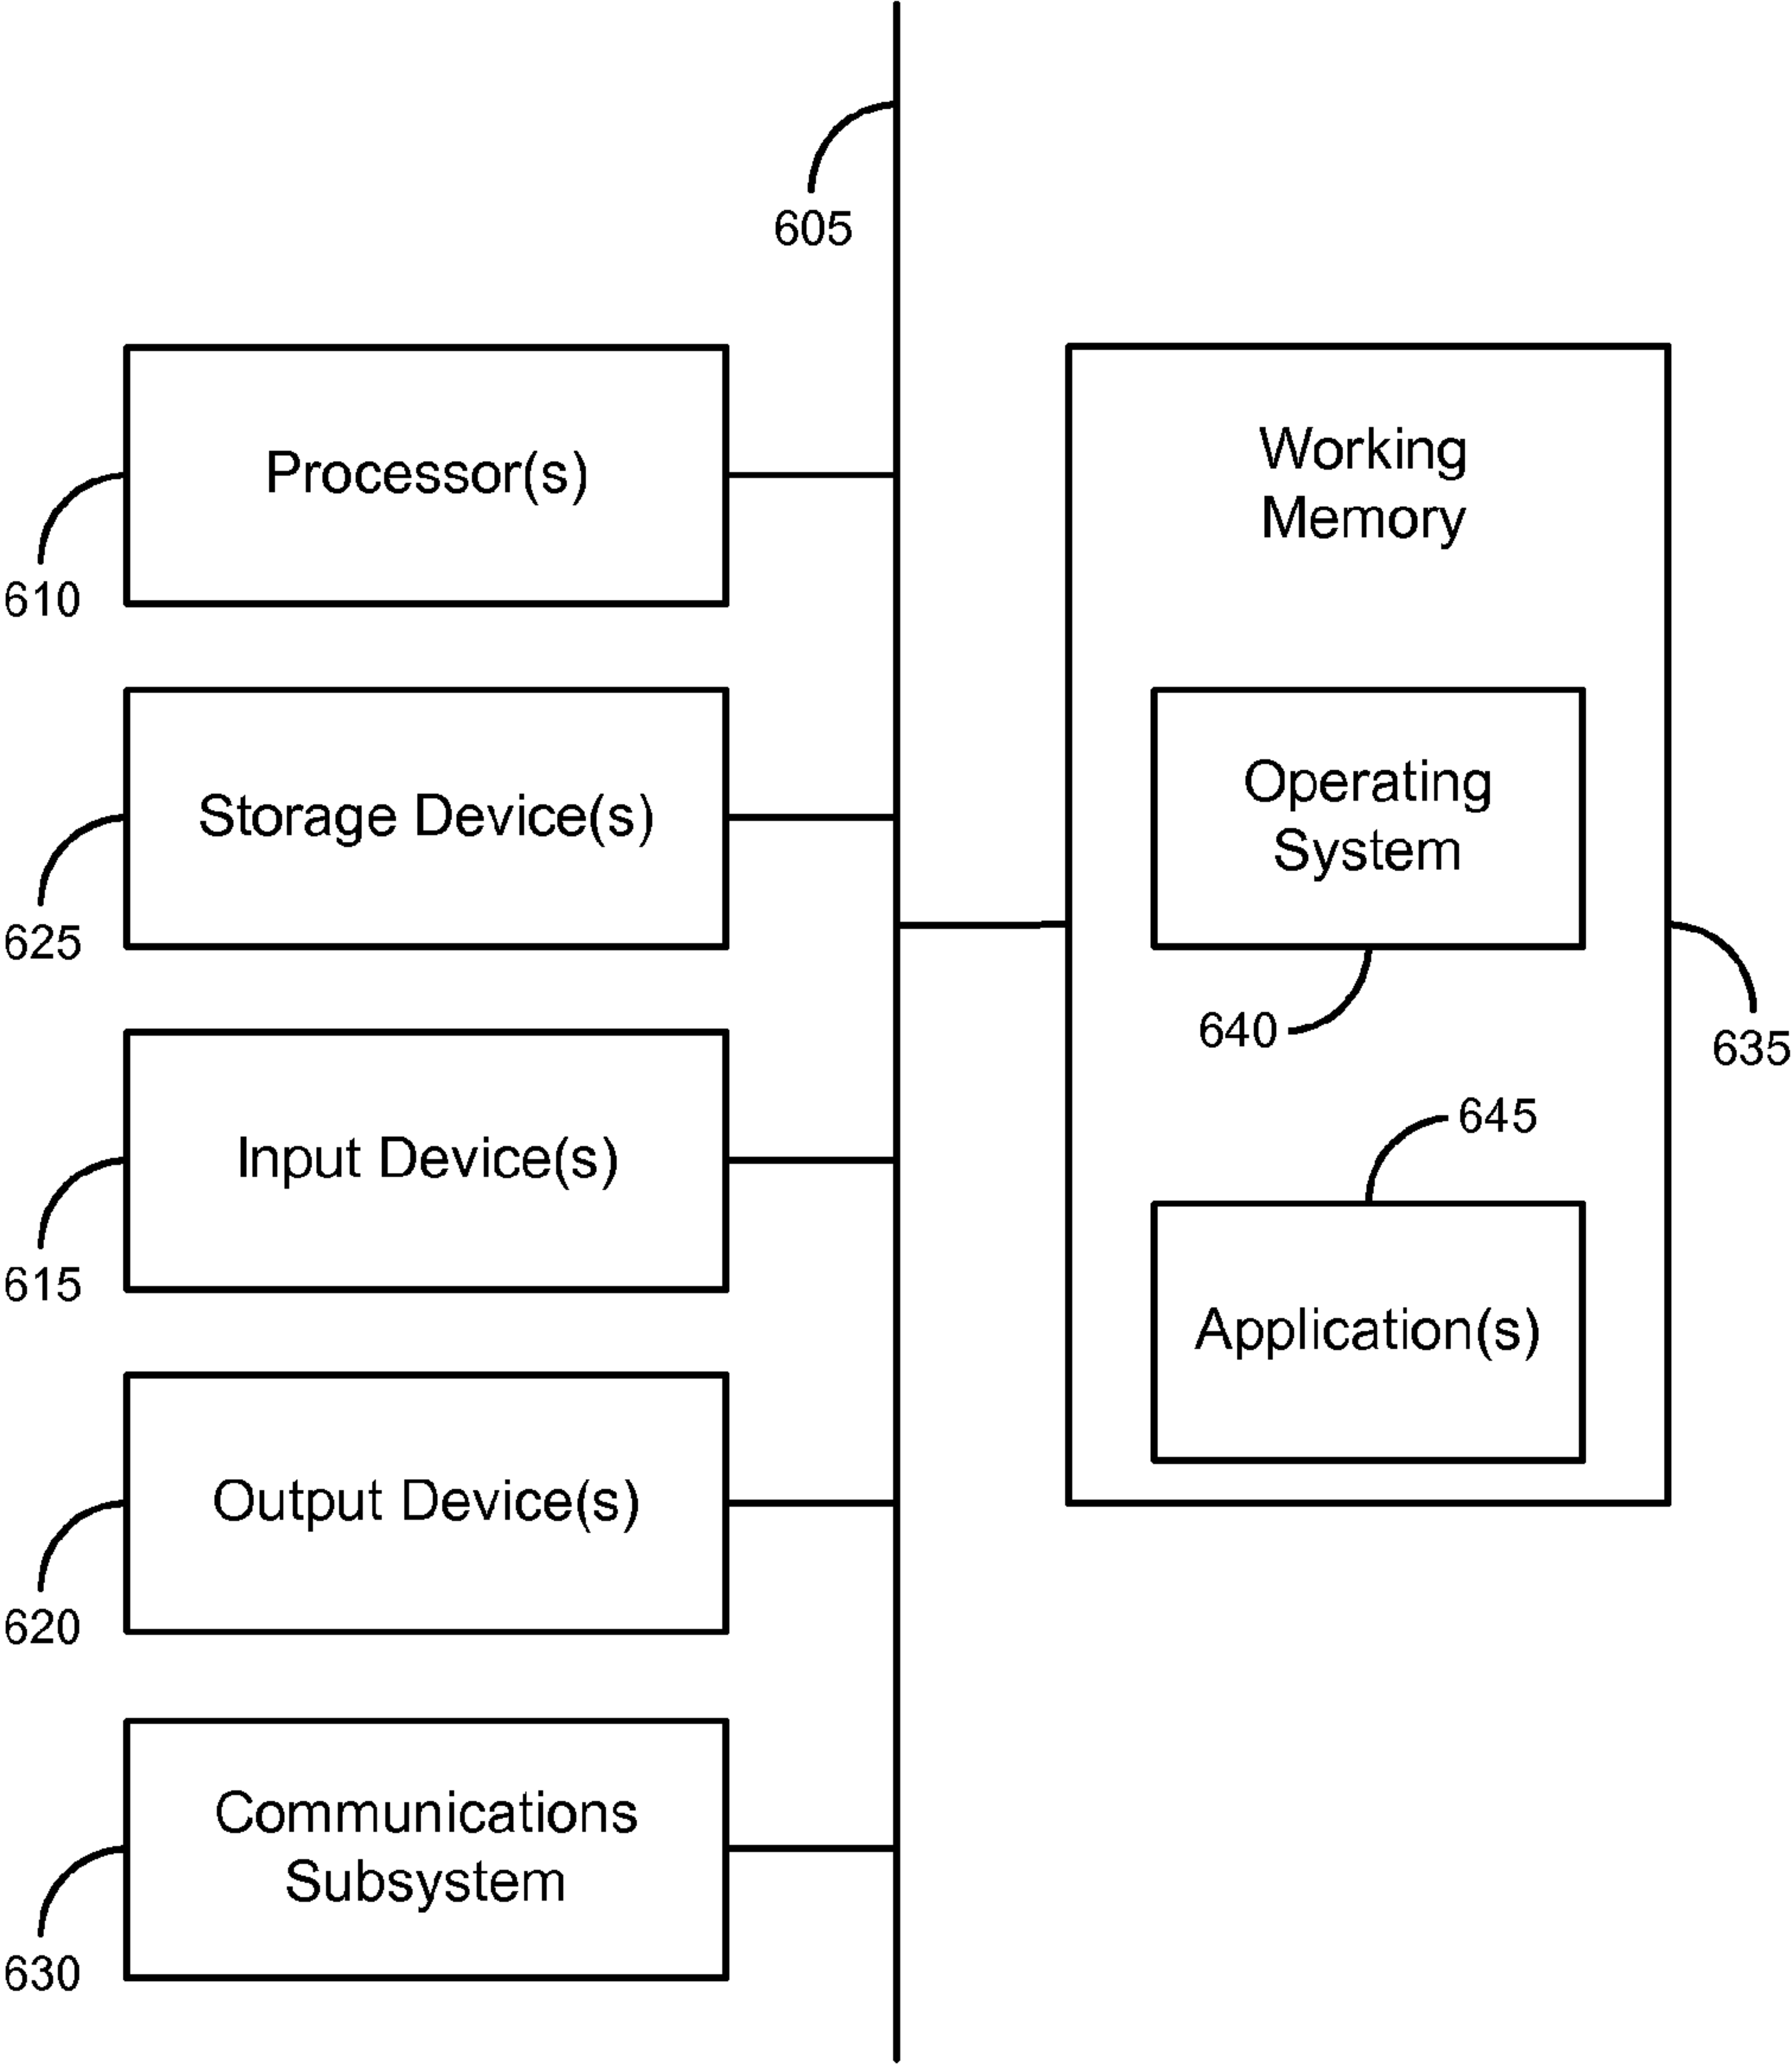 605
Processor(s)
610
Storage Device(s)
625
Input Device(s)
615
Output Device(s)
620
Communications
Subsystem
630
Working
Memory
Operating
System
640
635
645
Application(s)